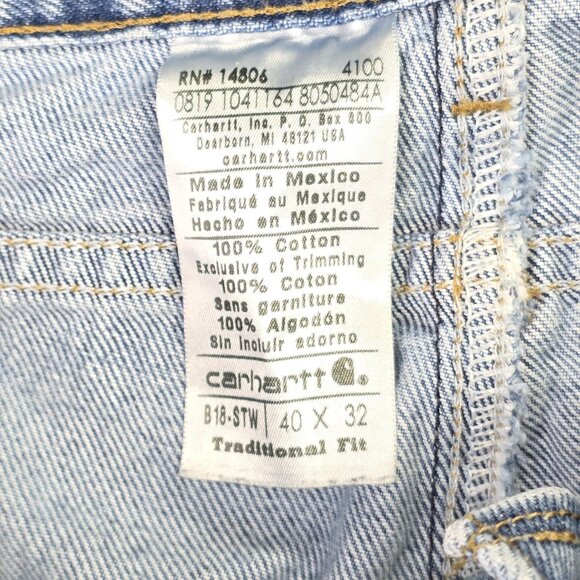 RN# 14806 4100
0819 1041164 8050484A
Carhartt, Inc. P. O. Box 600
Dearborn, MI 48121 USA
carhartt.com
Made in Mexico
Fabriqué au Mexique
Hecho en México
100% Cotton
Exclusive of Trimming
100% Coton
Sans garniture
100% Algodón
Sin incluir adorno
carhartt
B18-STW 40 X 32
Traditional Fit